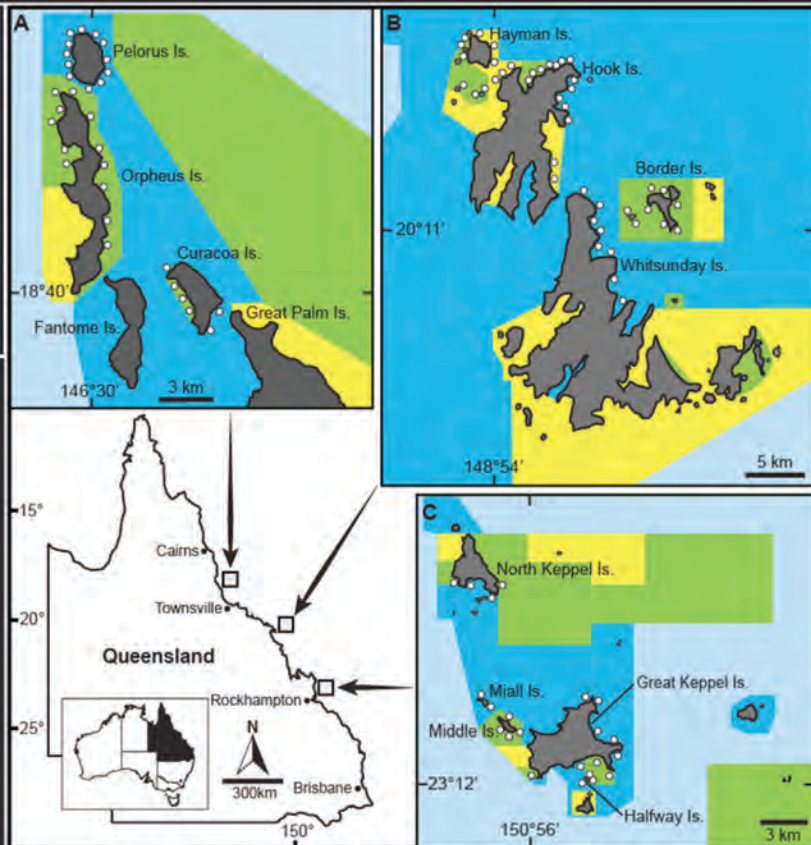 A
Pelorus Is.
Orpheus Is.
Curacoa Is.
18°40'
Great Palm Is.
Fantome Is.
146°30'
3 km
B
Hayman Is.
Hook Is.
Border Is.
20°11'
Whitsunday Is.
148°54'
5 km
15°
Cairns
20°
Townsville
Queensland
Rockhampton
25°
N
300km
Brisbane
150°
C
North Keppel Is.
Miall Is.
Great Keppel Is.
Middle Is.
23°12'
Halfway Is.
150°56'
3 km